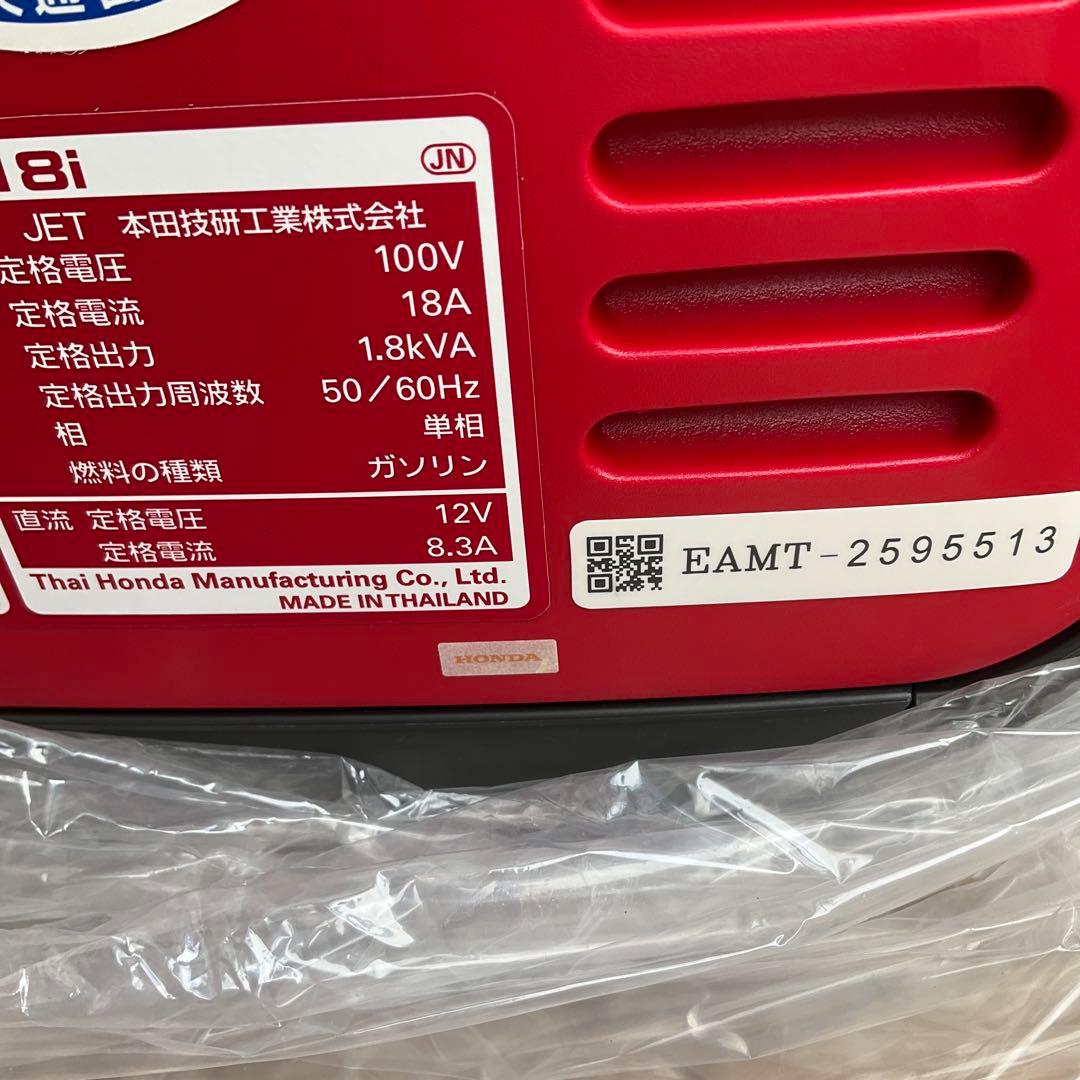 18i
JN
JET 本田技研工業株式会社
定格電圧 100V
定格電流 18A
定格出力 1.8kVA
定格出力周波数 50/60Hz
相 単相
燃料の種類 ガソリン
直流 定格電圧 12V
定格電流 8.3A
Thai Honda Manufacturing Co., Ltd.
MADE IN THAILAND
EAMT-2595513
HONDA